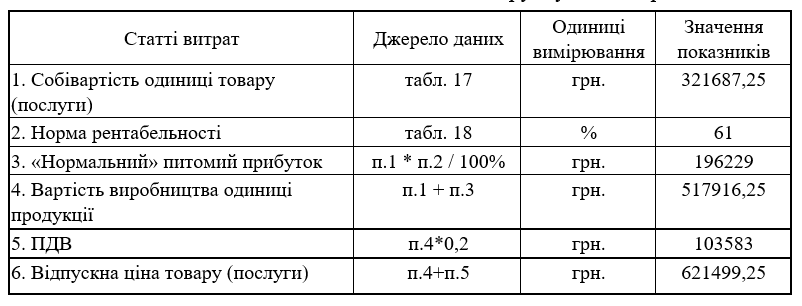 Статті витрат Джерело даних Одиниці вимірювання Значення показників
1. Собівартість одиниці товару (послуги) табл. 17 грн. 321687,25
2. Норма рентабельності табл. 18 % 61
3. «Нормальний» питомий прибуток п.1 * п.2 / 100% грн. 196229
4. Вартість виробництва одиниці продукції п.1 + п.3 грн. 517916,25
5. ПДВ п.4*0,2 грн. 103583
6. Відпускна ціна товару (послуги) п.4+п.5 грн. 621499,25